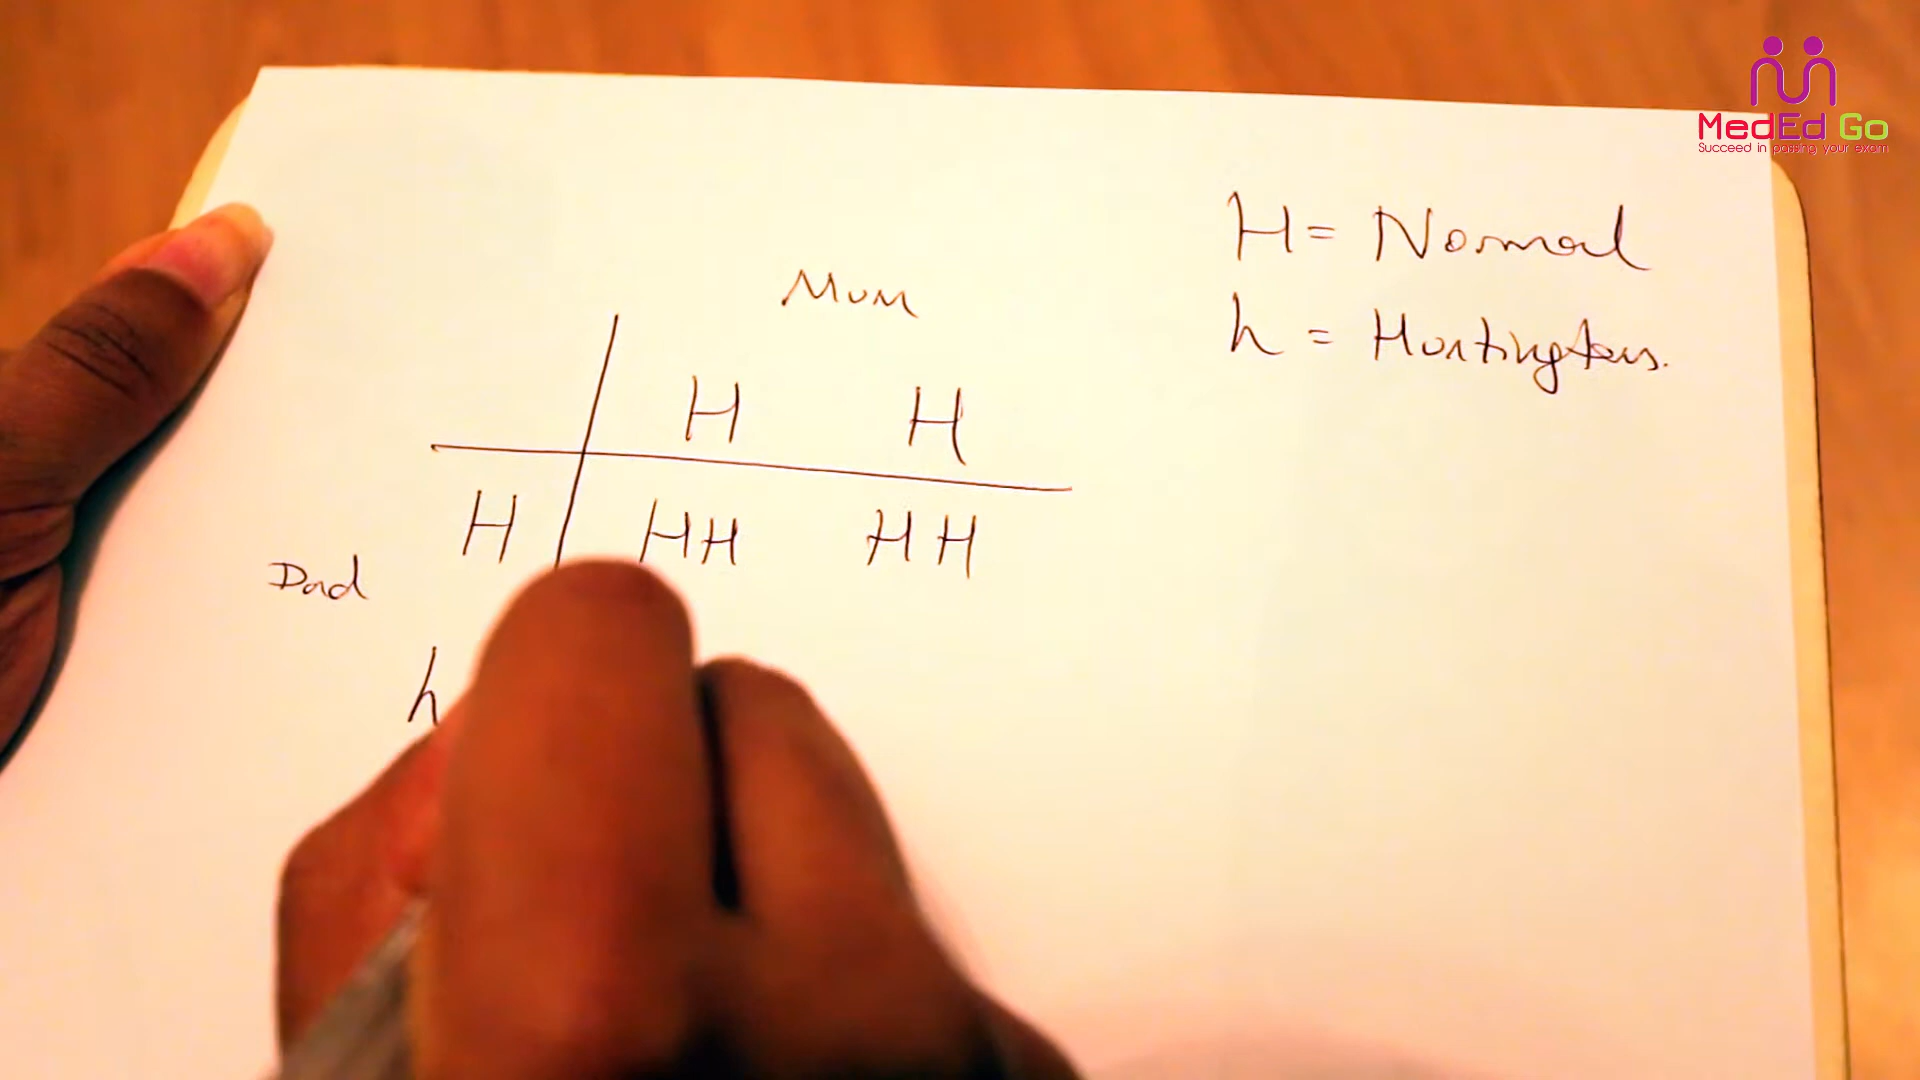 MedEd Go
Succeed in passing your exam
H = Normal
h = Huntingtons.
Mum
H H
H HH HH
Dad
h